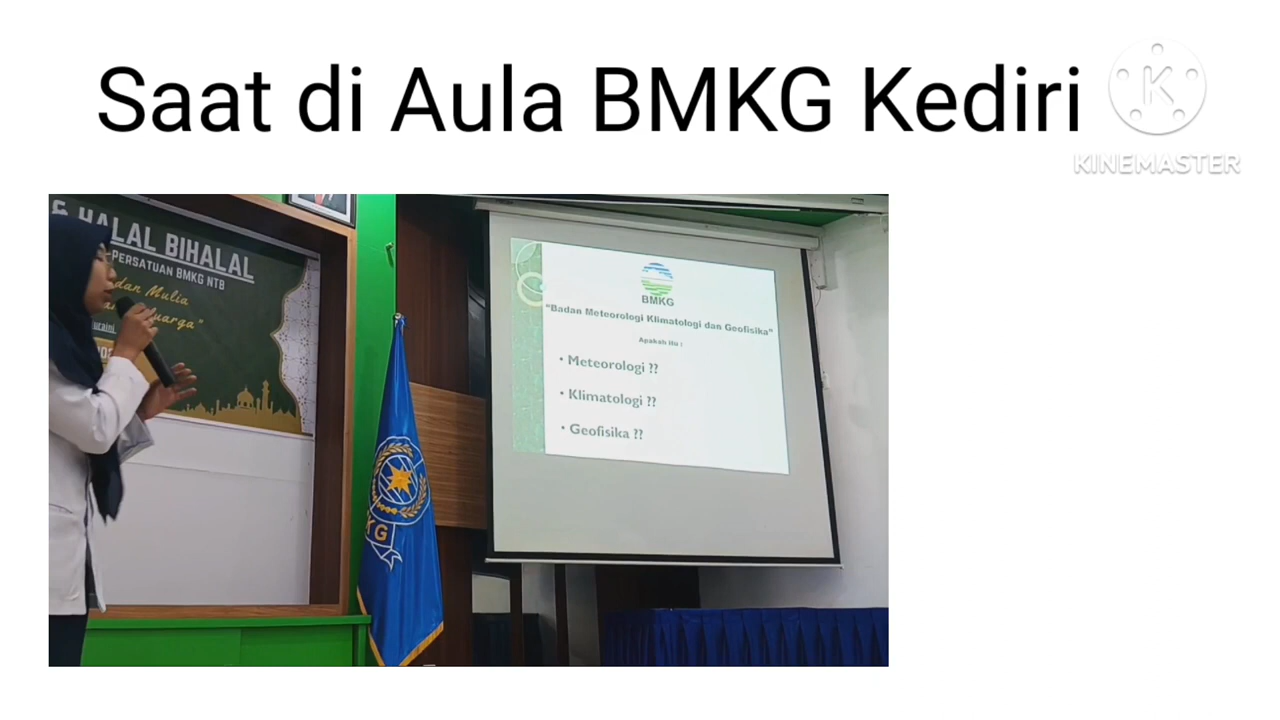 Saat di Aula BMKG Kediri
KINEMASTER
HALAL BIHALAL
PERSATUAN BMKG NTB
dan Mulia
BMKG
"Badan Meteorologi Klimatologi dan Geofisika"
Apakah itu :
• Meteorologi ??
• Klimatologi ??
• Geofisika ??
KG